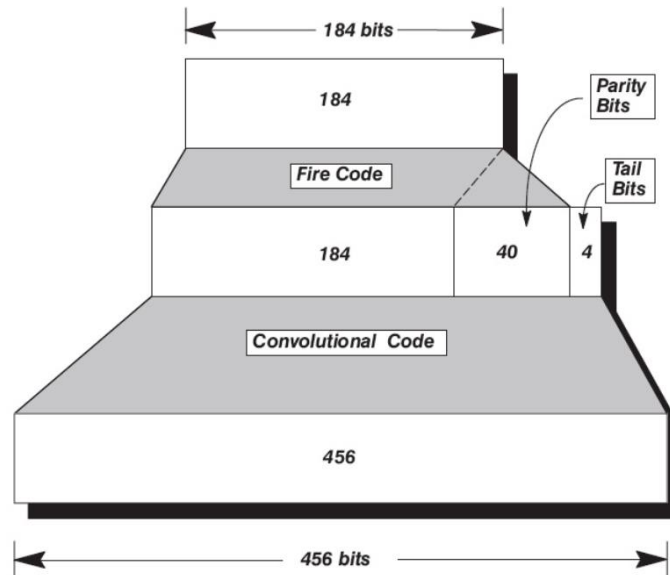 184 bits
184
Parity
Bits
Fire Code
Tail
Bits
184
40
4
Convolutional Code
456
456 bits